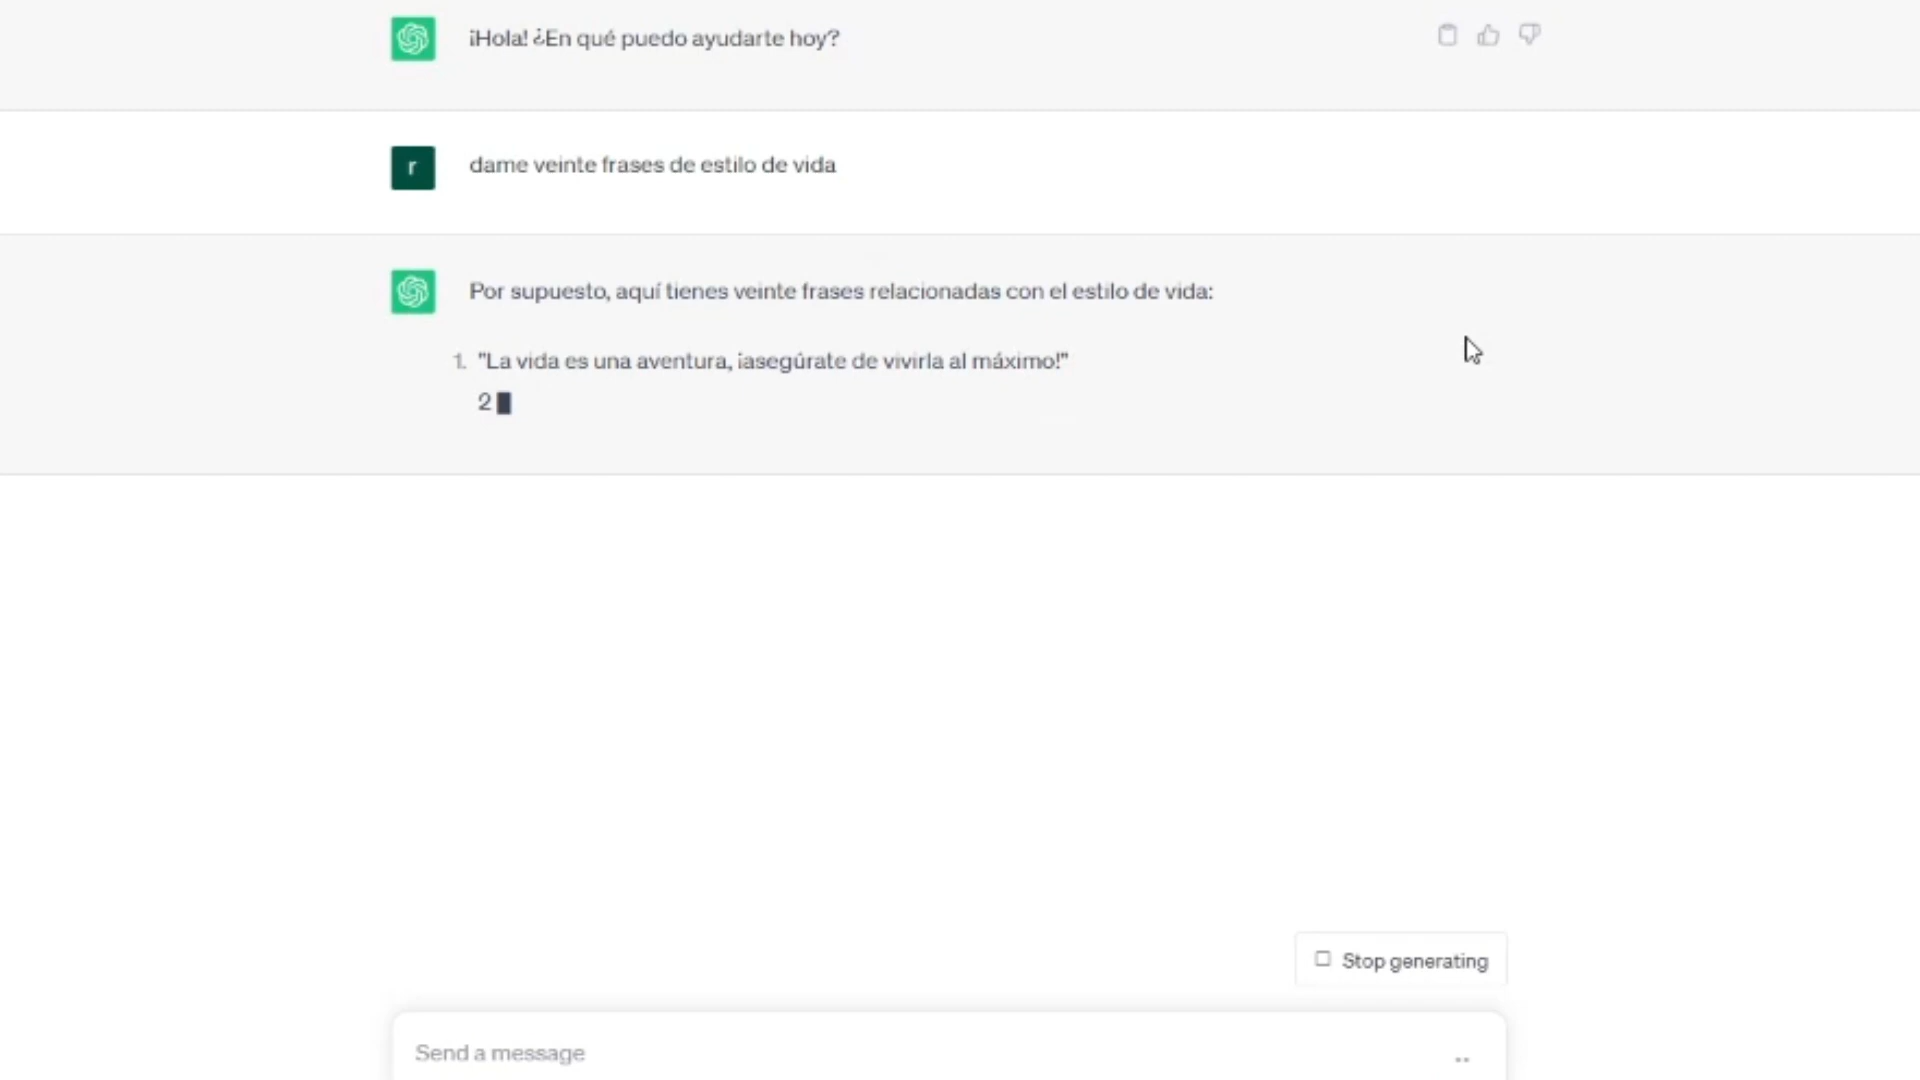 ¡Hola! ¿En qué puedo ayudarte hoy?
r
dame veinte frases de estilo de vida
Por supuesto, aquí tienes veinte frases relacionadas con el estilo de vida:
1. "La vida es una aventura, ¡asegúrate de vivirla al máximo!"
2
Stop generating
Send a message